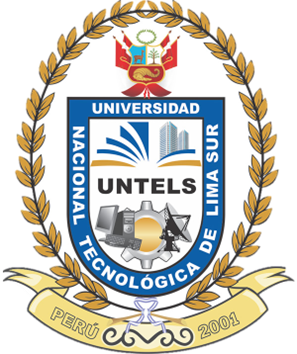 UNIVERSIDAD
NACIONAL TECNOLÓGICA DE LIMA SUR
UNTELS
PERÚ 2001